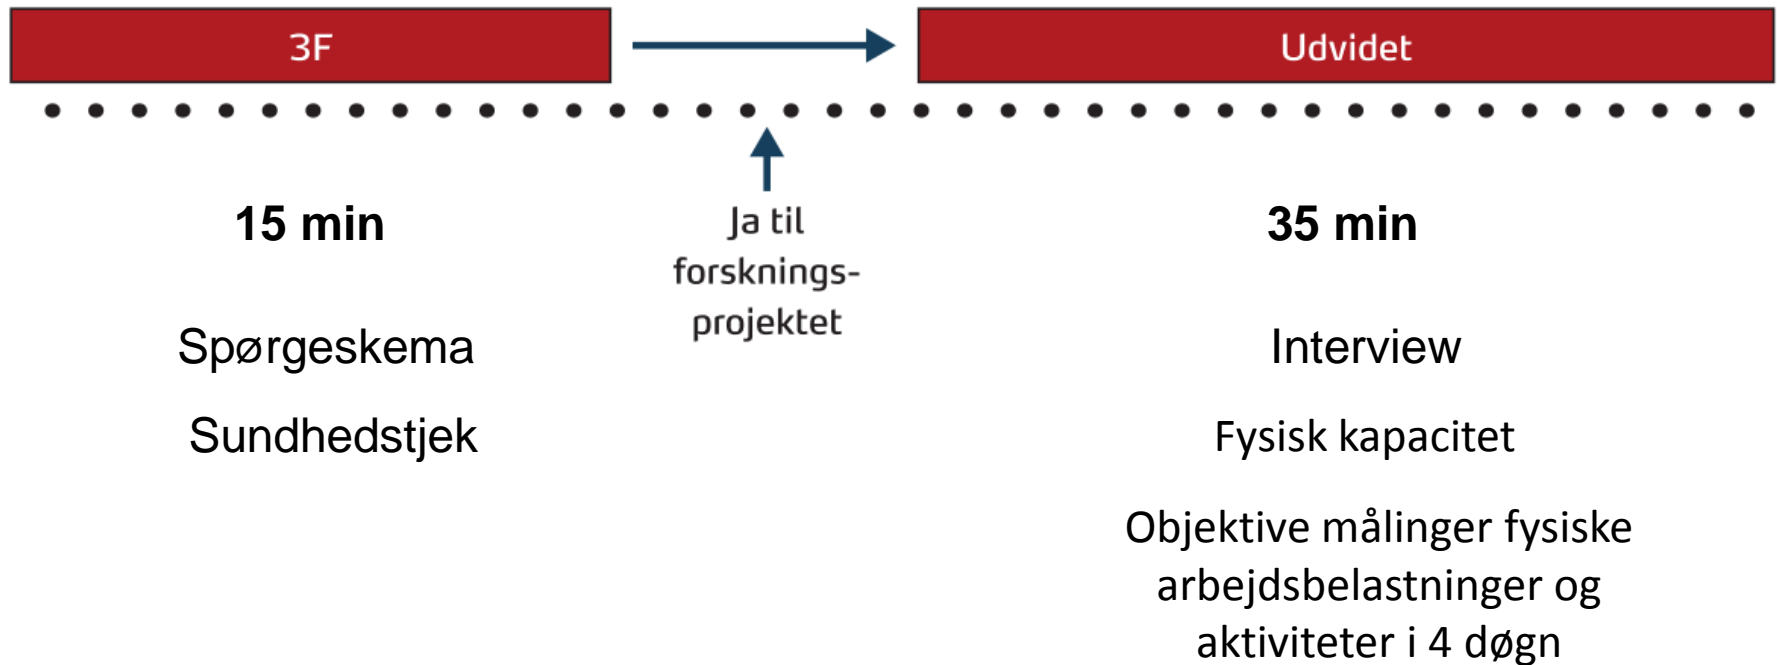 3F
Udvidet
15 min
Ja til
forsknings-
projektet
35 min
Spørgeskema
Sundhedstjek
Interview
Fysisk kapacitet
Objektive målinger fysiske
arbejdsbelastninger og
aktiviteter i 4 døgn